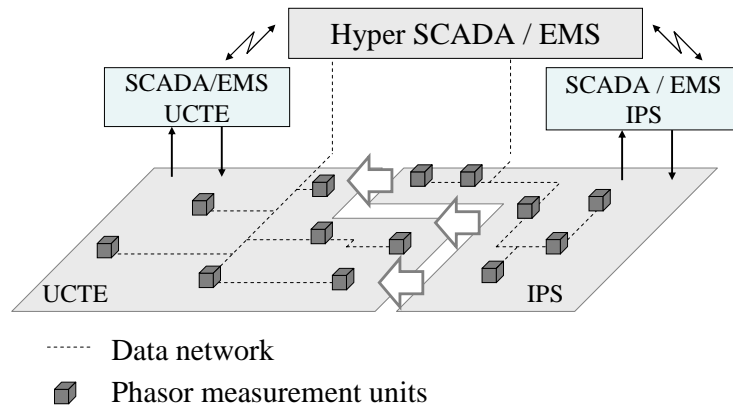 Hyper SCADA / EMS
SCADA/EMS
UCTE
SCADA / EMS
IPS
UCTE
IPS
Data network
Phasor measurement units